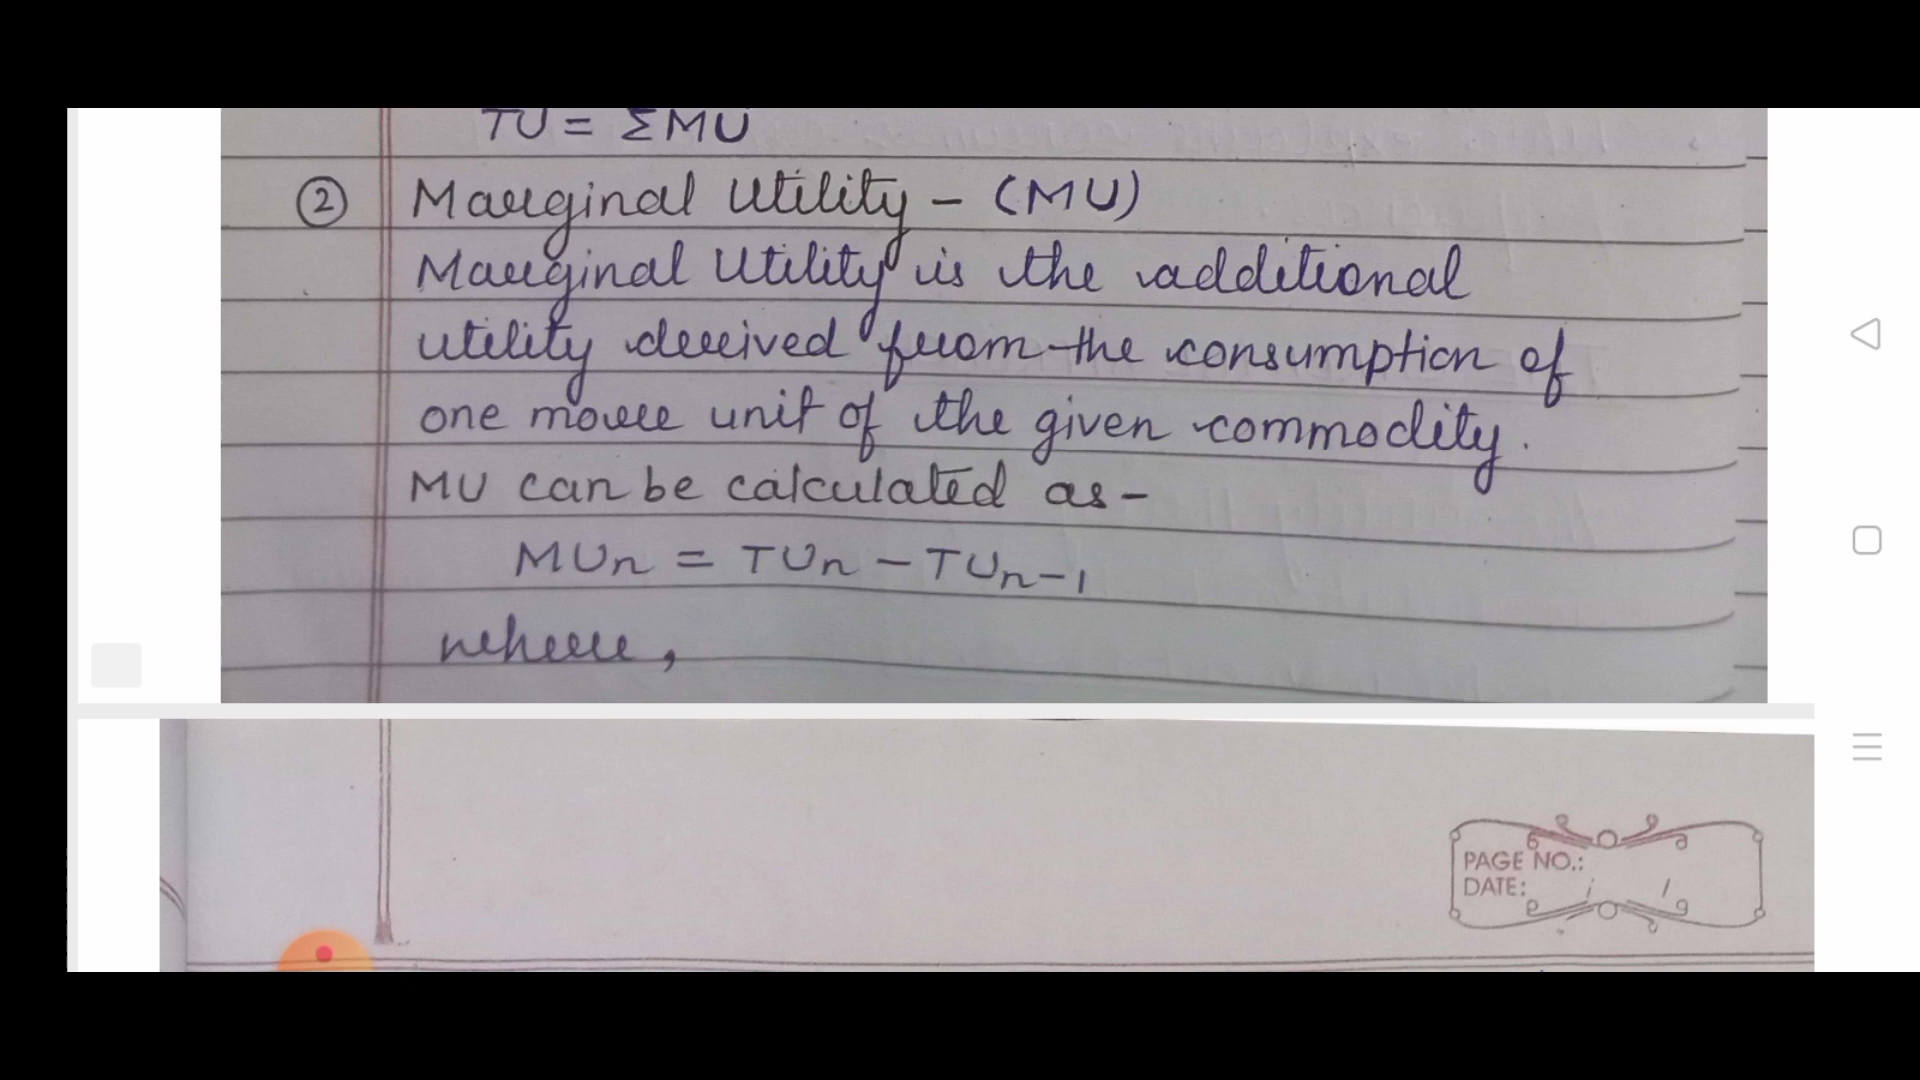 TU = ΣMU
② Marginal Utility - (MU)
Marginal Utility is the additional
utility derived from the consumption of
one more unit of the given commodity.
MU can be calculated as -
MUn = TUn - TUn-1
where,
PAGE NO.:
DATE: / /